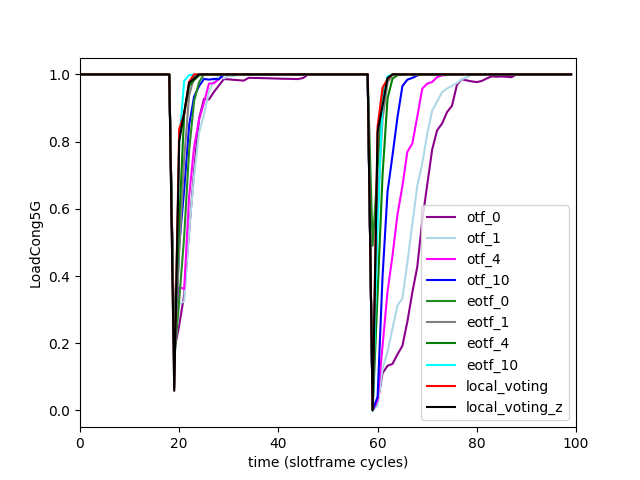 1.0
0.8
0.6
0.4
0.2
0.0
LoadCong5G
0
20
40
60
80
100
time (slotframe cycles)
otf_0
otf_1
otf_4
otf_10
eotf_0
eotf_1
eotf_4
eotf_10
local_voting
local_voting_z